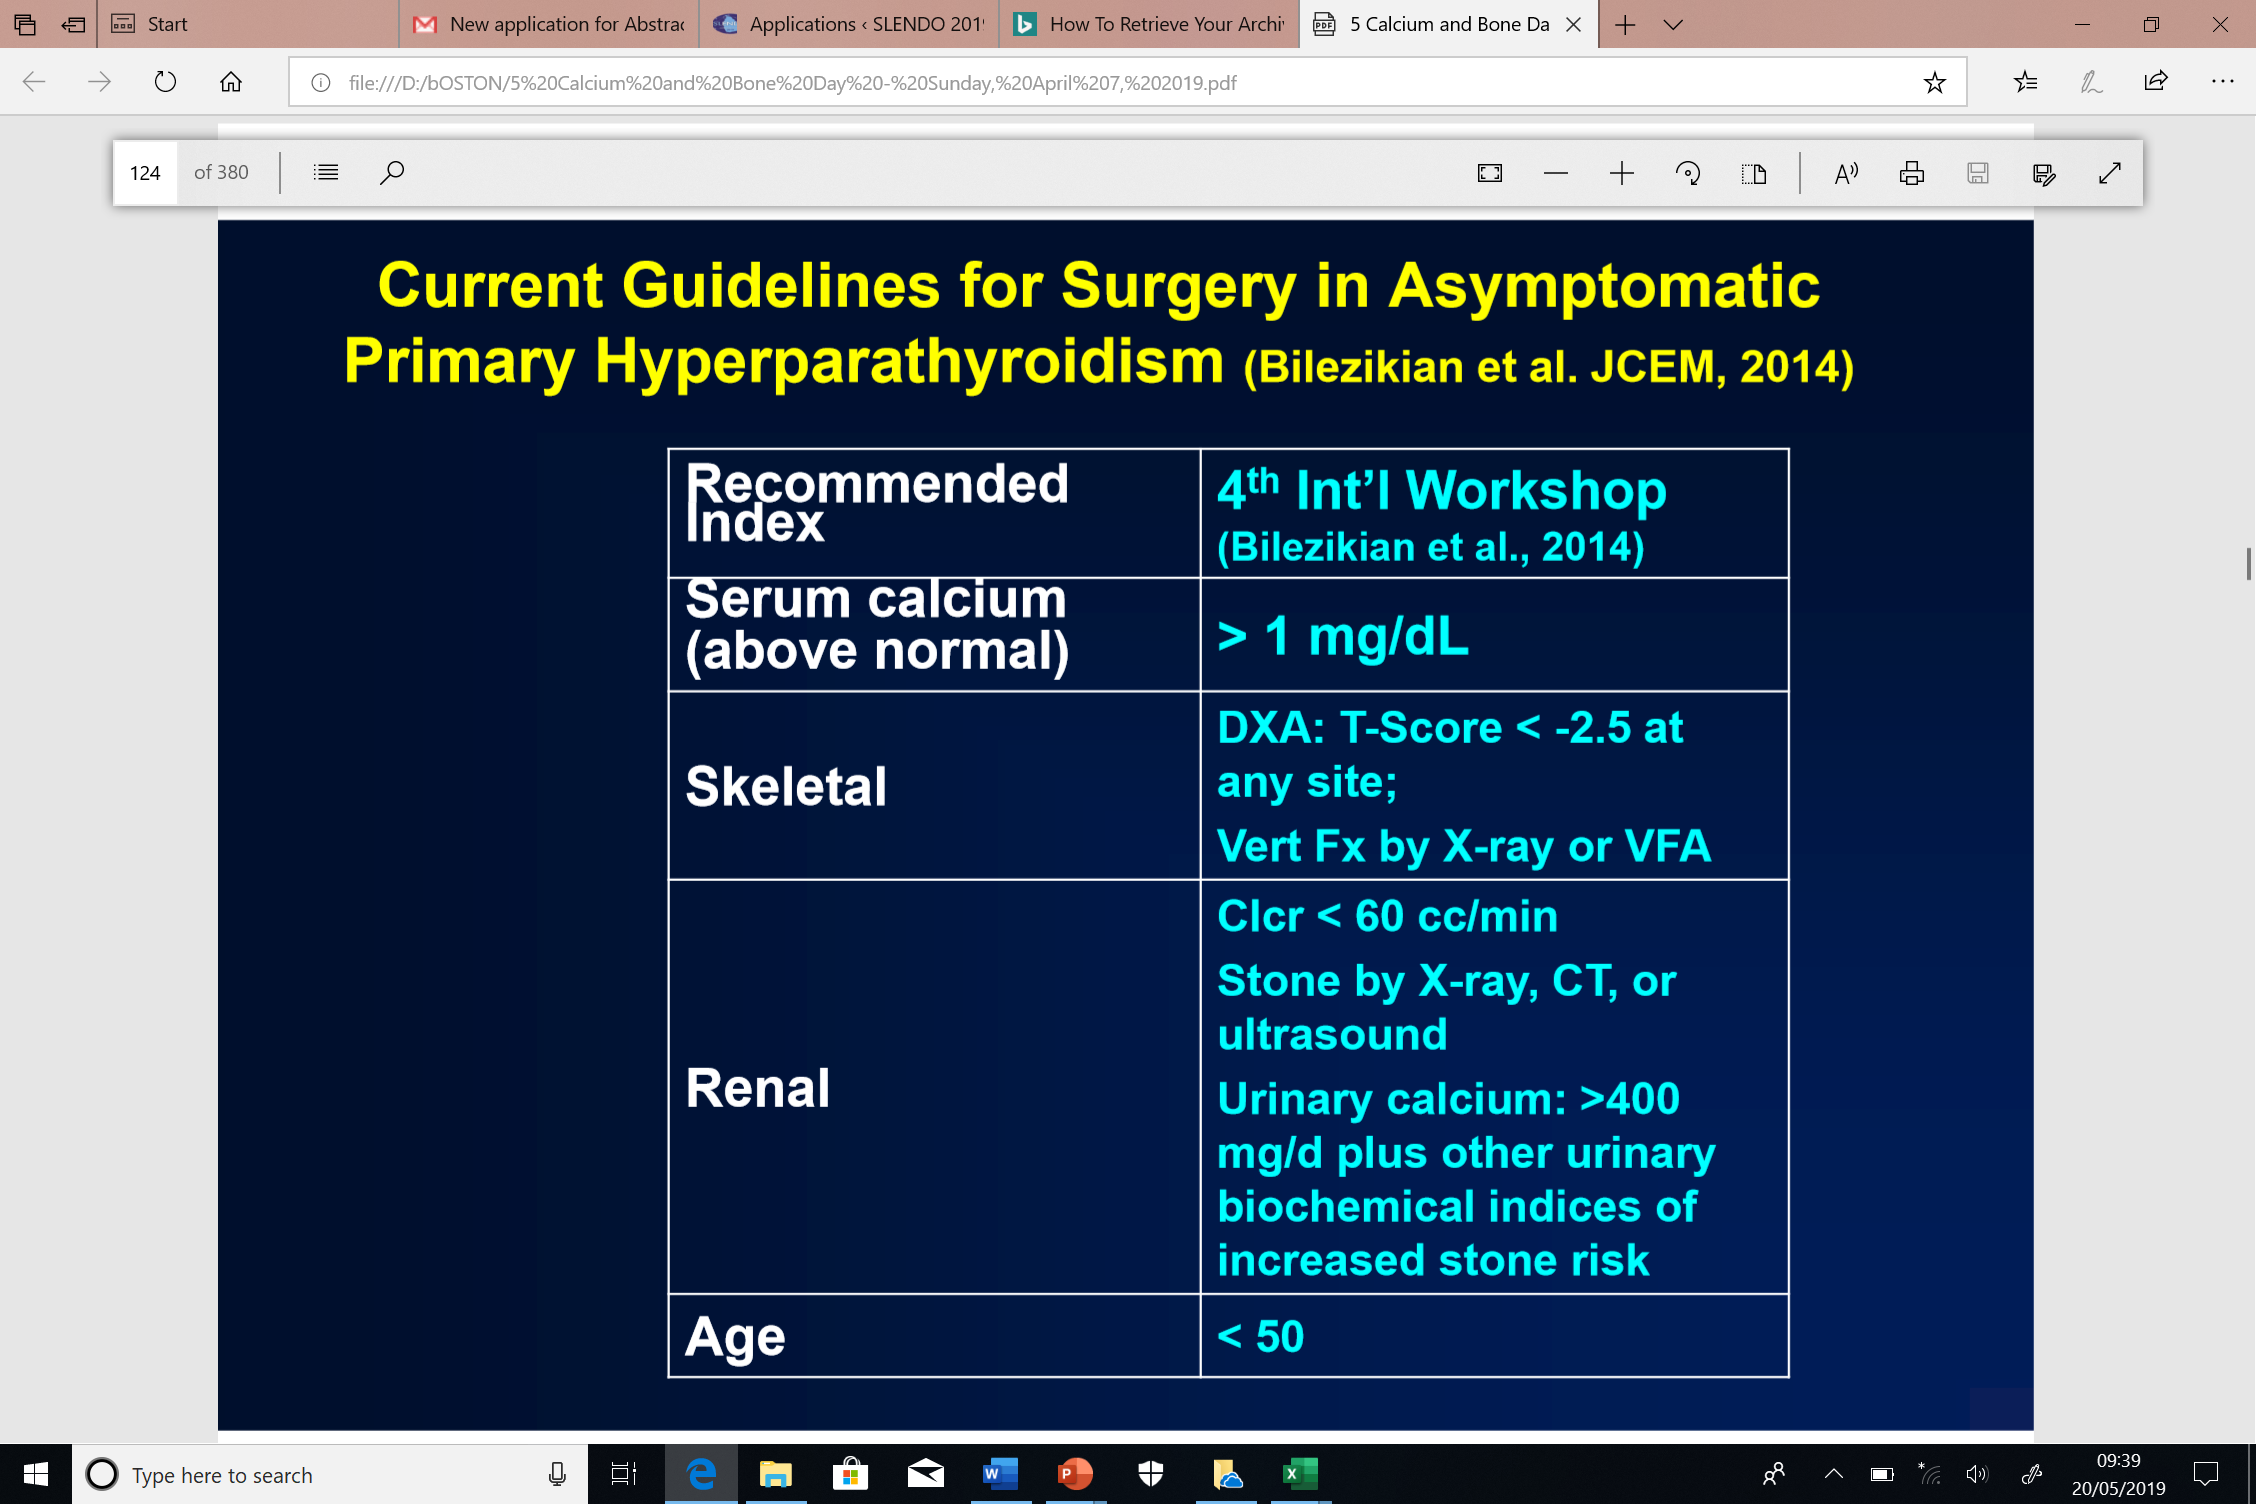 Start
New application for Abstrac
Applications ‹ SLENDO 201
How To Retrieve Your Archi
5 Calcium and Bone Da
file:///D:/bOSTON/5%20Calcium%20and%20Bone%20Day%20-%20Sunday,%20April%207,%202019.pdf
124 of 380
Current Guidelines for Surgery in Asymptomatic
Primary Hyperparathyroidism (Bilezikian et al. JCEM, 2014)
Recommended
Index
4th Int’l Workshop
(Bilezikian et al., 2014)
Serum calcium
(above normal)
> 1 mg/dL
Skeletal
DXA: T-Score < -2.5 at
any site;
Vert Fx by X-ray or VFA
Renal
Clcr < 60 cc/min
Stone by X-ray, CT, or
ultrasound
Urinary calcium: >400
mg/d plus other urinary
biochemical indices of
increased stone risk
Age
< 50
Type here to search
09:39
20/05/2019